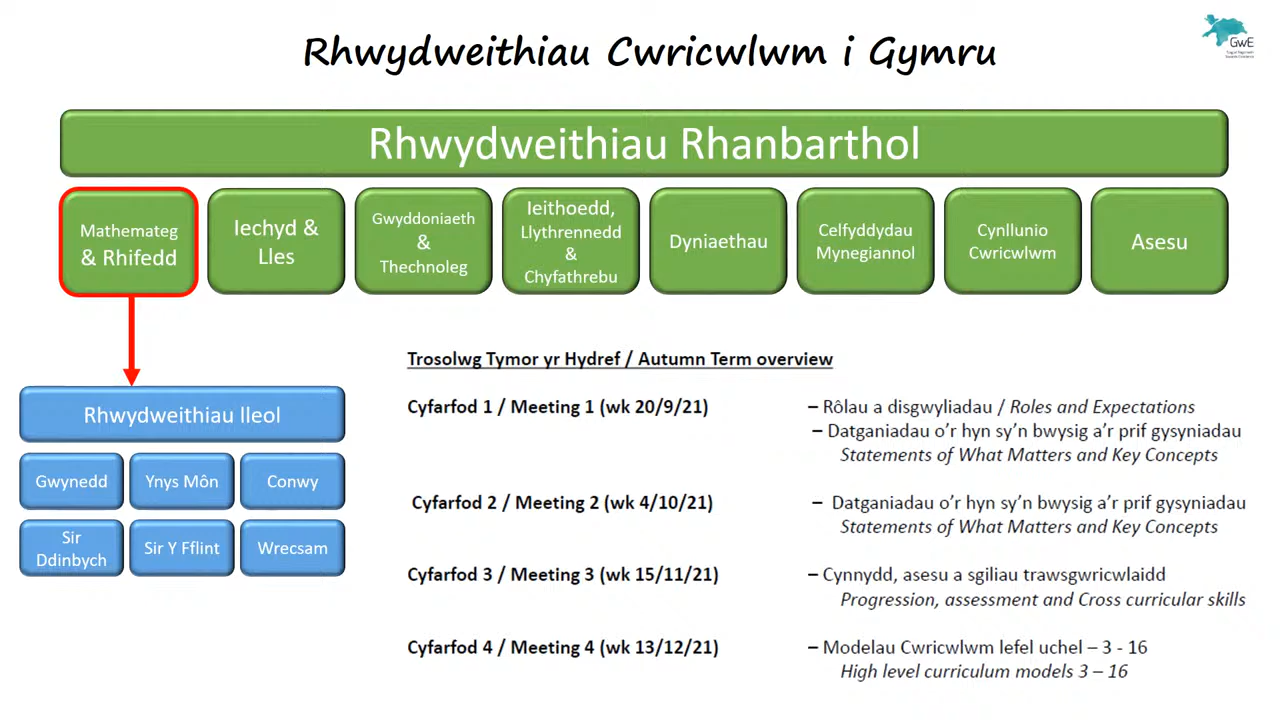 Rhwydweithiau Cwricwlwm i Gymru
GwE
Rhwydweithiau Rhanbarthol
Mathemateg
& Rhifedd
Iechyd &
Lles
Gwyddoniaeth
&
Thechnoleg
Ieithoedd,
Llythrennedd
&
Chyfathrebu
Dyniaethau
Celfyddydau
Mynegiannol
Cynllunio
Cwricwlwm
Asesu
Rhwydweithiau lleol
Gwynedd
Ynys Môn
Conwy
Sir
Ddinbych
Sir Y Fflint
Wrecsam
Trosolwg Tymor yr Hydref / Autumn Term overview
Cyfarfod 1 / Meeting 1 (wk 20/9/21) – Rôlau a disgwyliadau / Roles and Expectations
– Datganiadau o'r hyn sy'n bwysig a'r prif gysyniadau
Statements of What Matters and Key Concepts
Cyfarfod 2 / Meeting 2 (wk 4/10/21) – Datganiadau o'r hyn sy'n bwysig a'r prif gysyniadau
Statements of What Matters and Key Concepts
Cyfarfod 3 / Meeting 3 (wk 15/11/21) – Cynnydd, asesu a sgiliau trawsgwricwlaidd
Progression, assessment and Cross curricular skills
Cyfarfod 4 / Meeting 4 (wk 13/12/21) – Modelau Cwricwlwm lefel uchel – 3 - 16
High level curriculum models 3 – 16